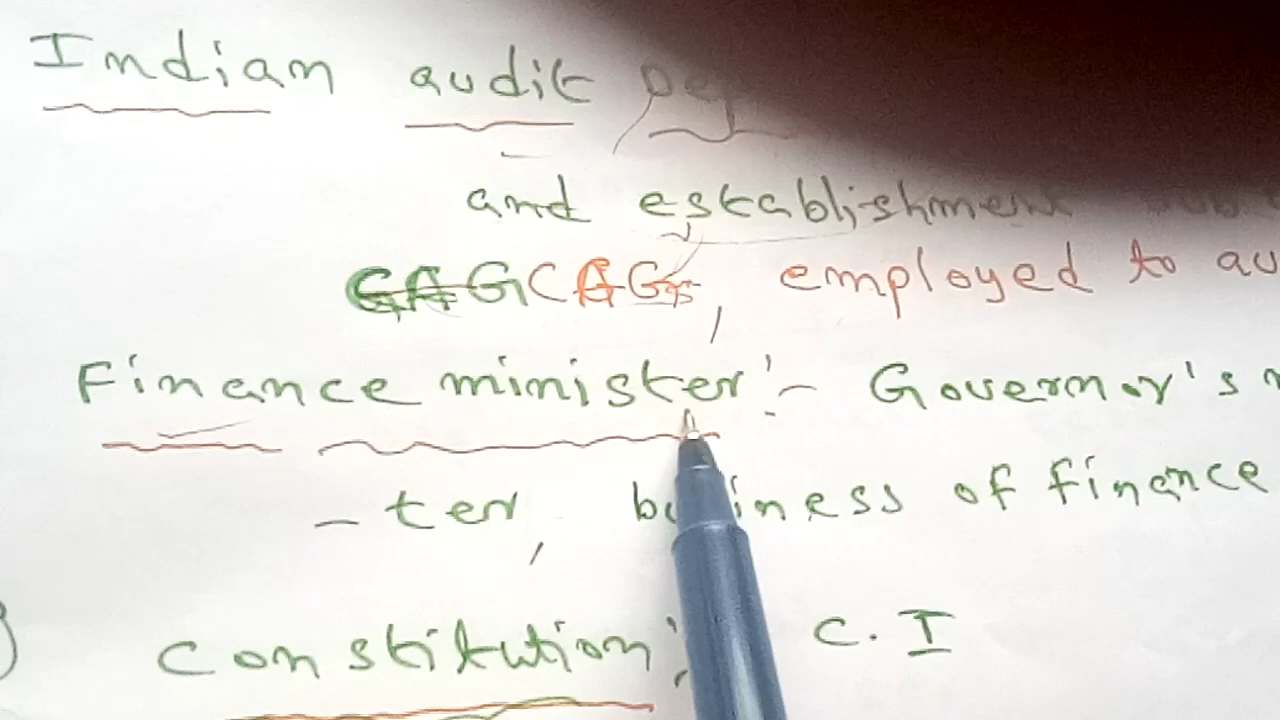 Indian audit
and establishment
CAG CAG's, employed to au
Finance minister:- Governor's m
-ter, business of finance
) Constitution: C.I